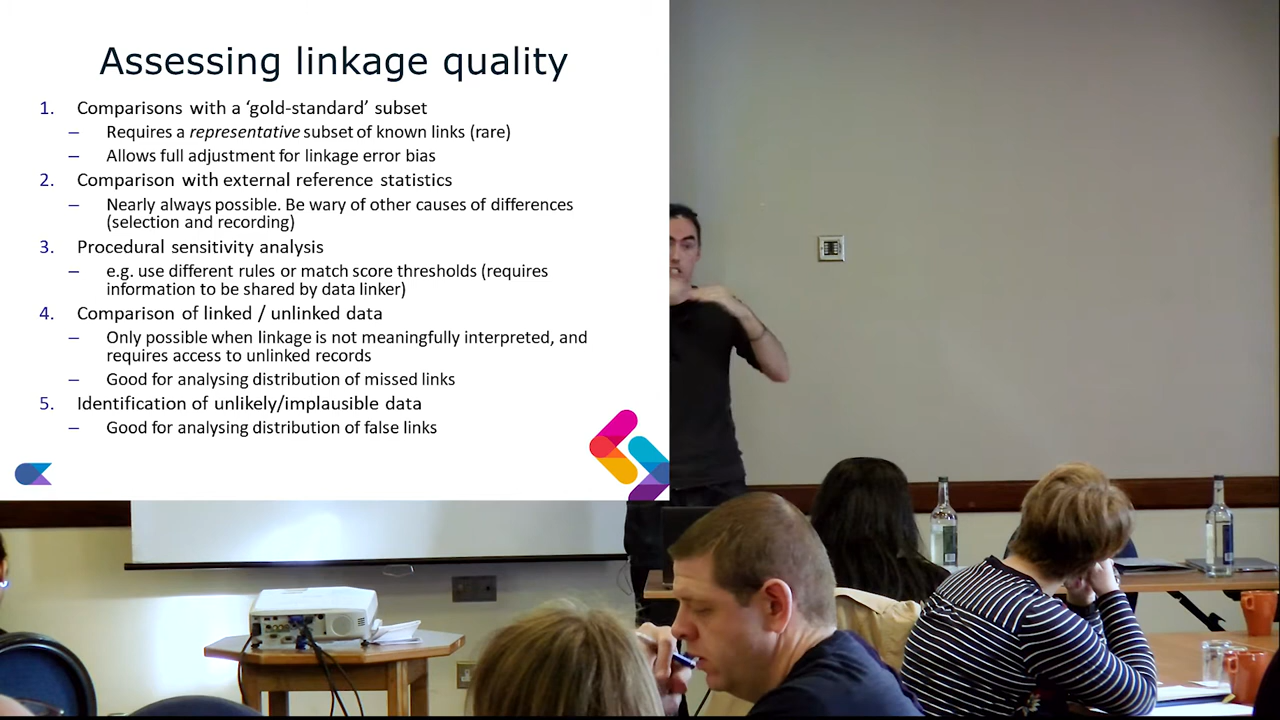 Assessing linkage quality
1. Comparisons with a ‘gold-standard’ subset
– Requires a representative subset of known links (rare)
– Allows full adjustment for linkage error bias
2. Comparison with external reference statistics
– Nearly always possible. Be wary of other causes of differences
(selection and recording)
3. Procedural sensitivity analysis
– e.g. use different rules or match score thresholds (requires
information to be shared by data linker)
4. Comparison of linked / unlinked data
– Only possible when linkage is not meaningfully interpreted, and
requires access to unlinked records
– Good for analysing distribution of missed links
5. Identification of unlikely/implausible data
– Good for analysing distribution of false links